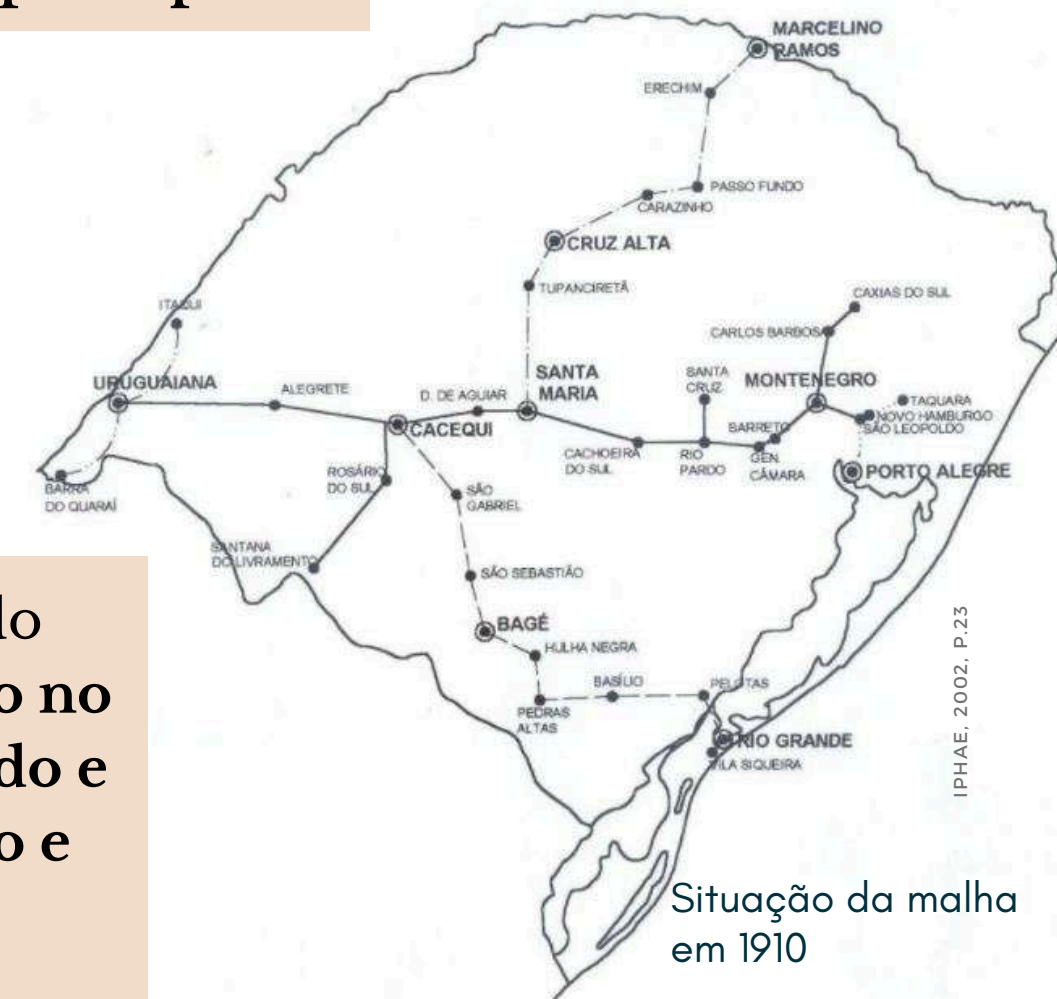 MARCELINO
RAMOS
ERECHIM
PASSO FUNDO
CARAZINHO
CRUZ ALTA
TUPANCIRETÃ
CAXIAS DO SUL
ITAQUI
CARLOS BARBOSA
URUGUAIANA
ALEGRETE
D. DE AGUIAR
SANTA
MARIA
SANTA
CRUZ
MONTENEGRO
TAQUARA
NOVO HAMBURGO
SÃO LEOPOLDO
CACEQUI
BARRETO
CACHOEIRA
DO SUL
RIO
PARDO
GEN.
CÂMARA
PORTO ALEGRE
ROSÁRIO
DO SUL
BARRA
DO QUARAÍ
SÃO
GABRIEL
SANTANA
DO LIVRAMENTO
SÃO SEBASTIÃO
BAGÉ
HULHA NEGRA
BASÍLIO
PELOTAS
PEDRAS
ALTAS
RIO GRANDE
VILA SIQUEIRA
IPHAE, 2002, P.23
do
o no
do e
o e
Situação da malha
em 1910